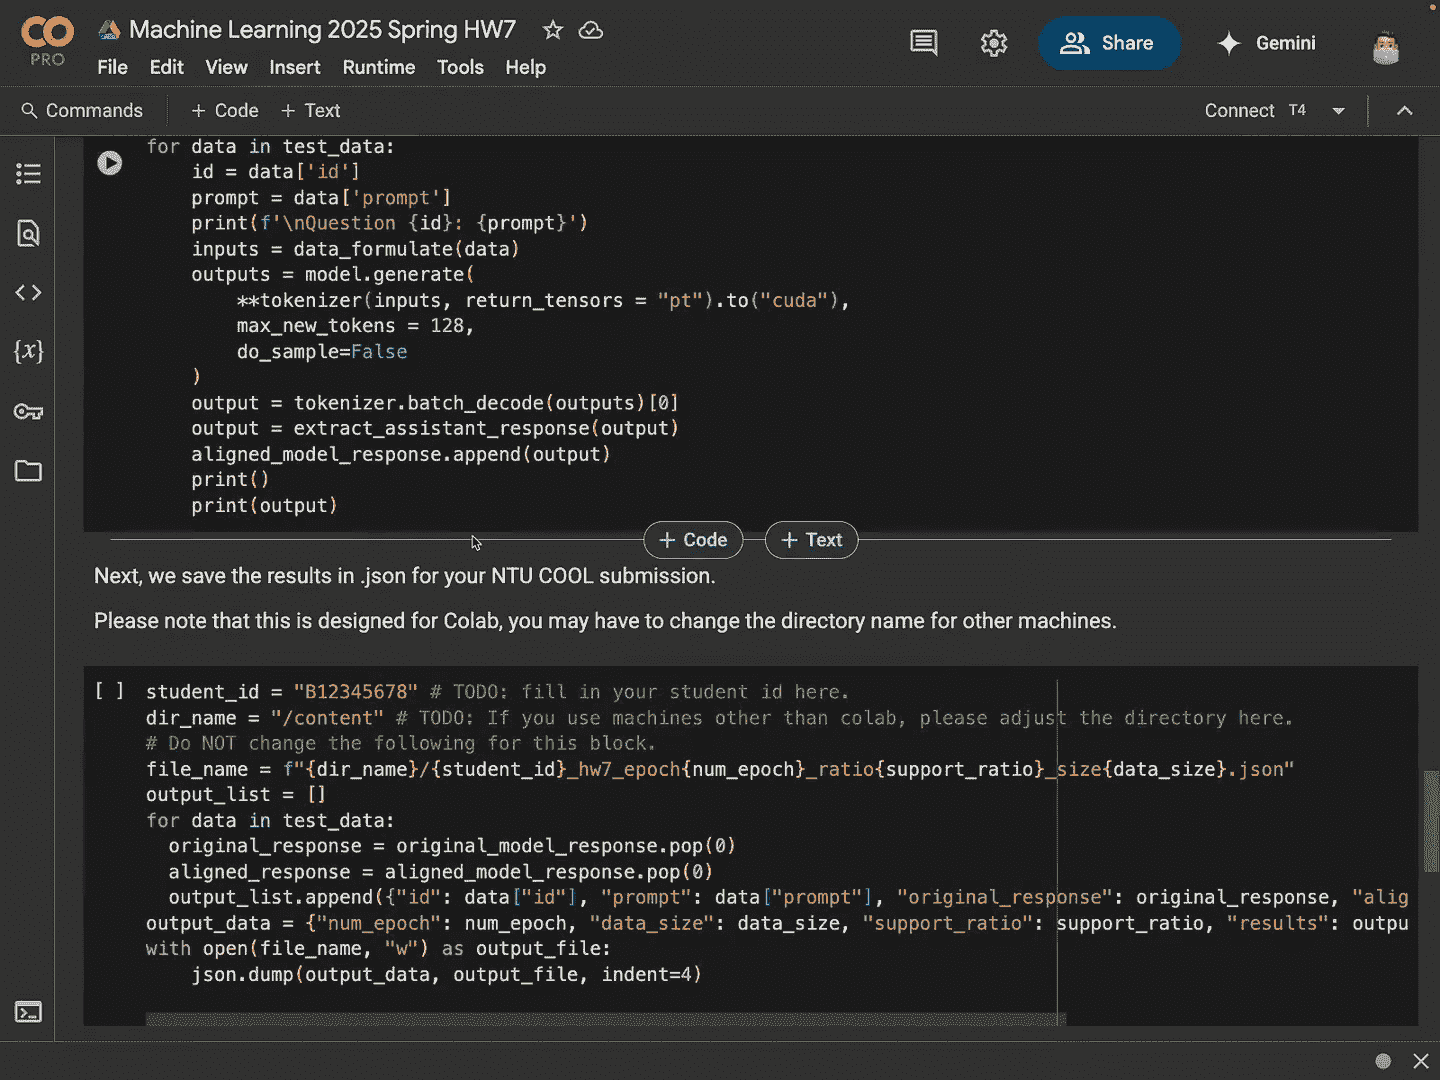 CO
PRO
Machine Learning 2025 Spring HW7
File Edit View Insert Runtime Tools Help
Share
Gemini
Commands
+ Code + Text
Connect T4
for data in test_data:
id = data['id']
prompt = data['prompt']
print(f'\nQuestion {id}: {prompt}')
inputs = data_formulate(data)
outputs = model.generate(
**tokenizer(inputs, return_tensors = "pt").to("cuda"),
max_new_tokens = 128,
do_sample=False
)
output = tokenizer.batch_decode(outputs)[0]
output = extract_assistant_response(output)
aligned_model_response.append(output)
print()
print(output)
+ Code + Text
Next, we save the results in .json for your NTU COOL submission.
Please note that this is designed for Colab, you may have to change the directory name for other machines.
[ ] student_id = "B12345678" # TODO: fill in your student id here.
dir_name = "/content" # TODO: If you use machines other than colab, please adjust the directory here.
# Do NOT change the following for this block.
file_name = f"{dir_name}/{student_id}_hw7_epoch{num_epoch}_ratio{support_ratio}_size{data_size}.json"
output_list = []
for data in test_data:
original_response = original_model_response.pop(0)
aligned_response = aligned_model_response.pop(0)
output_list.append({"id": data["id"], "prompt": data["prompt"], "original_response": original_response, "alig
output_data = {"num_epoch": num_epoch, "data_size": data_size, "support_ratio": support_ratio, "results": outpu
with open(file_name, "w") as output_file:
json.dump(output_data, output_file, indent=4)